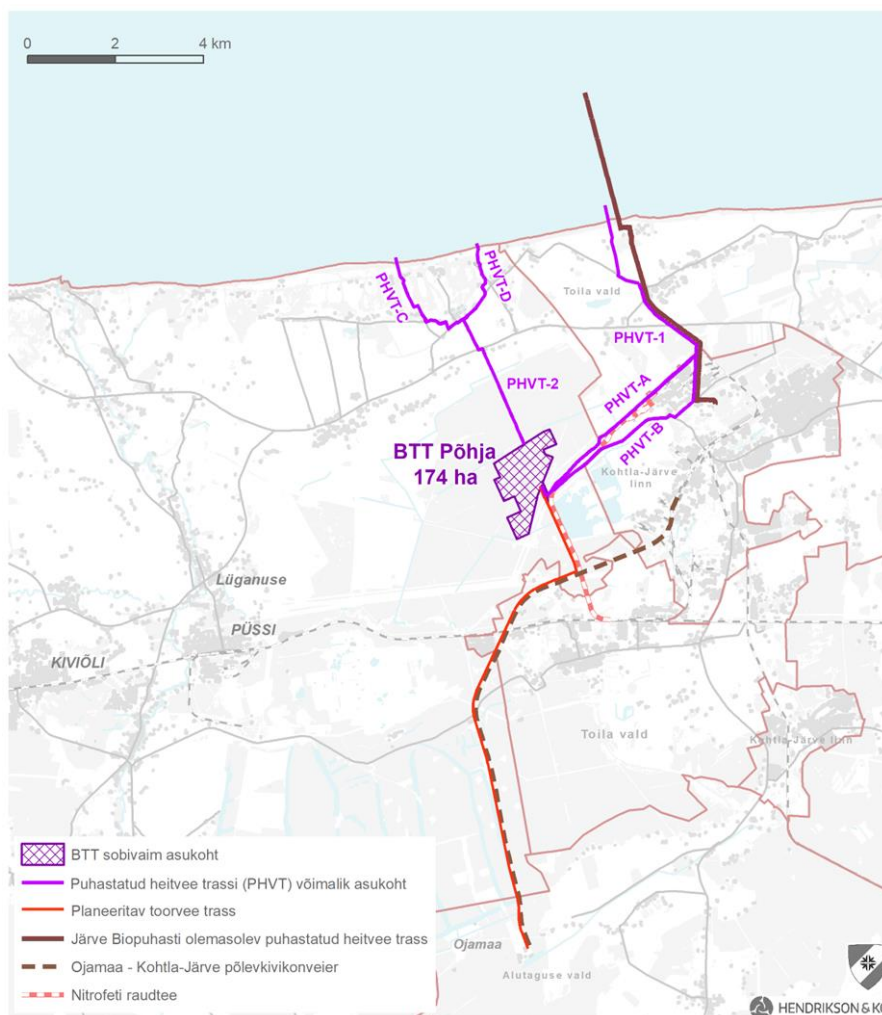 0 2 4 km
PHVT-C
PHVT-D
Toila vald
PHVT-1
PHVT-2
PHVT-A
PHVT-B
BTT Põhja
174 ha
Kohtla-Järve
linn
Lüganuse
PÜSSI
KIVIÕLI
Toila vald
Kohtla-Järve linn
Ojamaa
Alutaguse vald
BTT sobivaim asukoht
Puhastatud heitvee trassi (PHVT) võimalik asukoht
Planeeritav toorvee trass
Järve Biopuhasti olemasolev puhastatud heitvee trass
Ojamaa - Kohtla-Järve põlevkivikonveier
Nitrofeti raudtee
HENDRIKSON & K